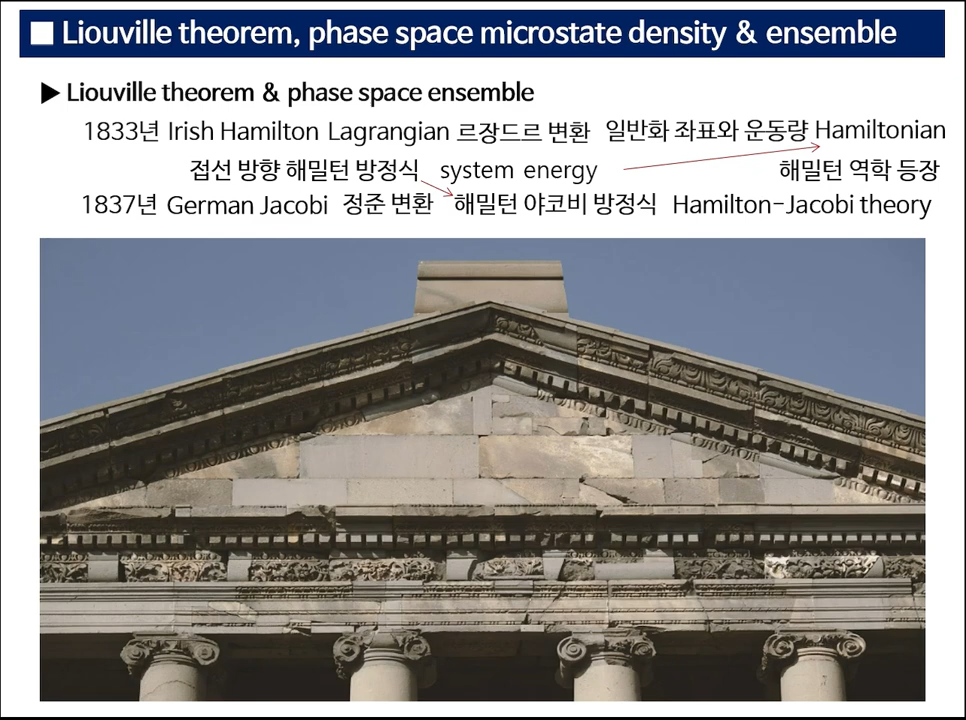 ■ Liouville theorem, phase space microstate density & ensemble
▶ Liouville theorem & phase space ensemble
1833년 Irish Hamilton Lagrangian 르장드르 변환 일반화 좌표와 운동량 Hamiltonian
접선 방향 해밀턴 방정식 system energy 해밀턴 역학 등장
1837년 German Jacobi 정준 변환 해밀턴 야코비 방정식 Hamilton-Jacobi theory